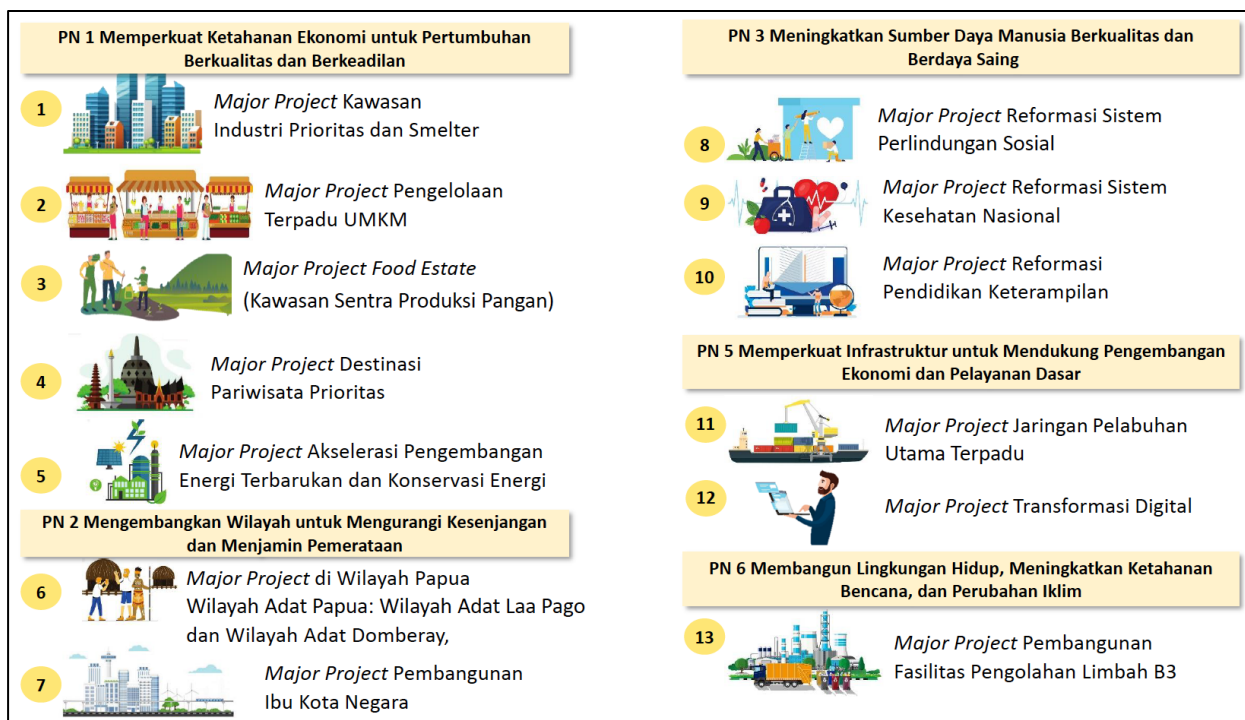 PN 1 Memperkuat Ketahanan Ekonomi untuk Pertumbuhan
Berkualitas dan Berkeadilan
1
Major Project Kawasan
Industri Prioritas dan Smelter
2
Major Project Pengelolaan
Terpadu UMKM
3
Major Project Food Estate
(Kawasan Sentra Produksi Pangan)
4
Major Project Destinasi
Pariwisata Prioritas
5
Major Project Akselerasi Pengembangan
Energi Terbarukan dan Konservasi Energi
PN 2 Mengembangkan Wilayah untuk Mengurangi Kesenjangan
dan Menjamin Pemerataan
6
Major Project di Wilayah Papua
Wilayah Adat Papua: Wilayah Adat Laa Pago
dan Wilayah Adat Domberay,
7
Major Project Pembangunan
Ibu Kota Negara
PN 3 Meningkatkan Sumber Daya Manusia Berkualitas dan
Berdaya Saing
8
Major Project Reformasi Sistem
Perlindungan Sosial
9
Major Project Reformasi Sistem
Kesehatan Nasional
10
Major Project Reformasi
Pendidikan Keterampilan
PN 5 Memperkuat Infrastruktur untuk Mendukung Pengembangan
Ekonomi dan Pelayanan Dasar
11
Major Project Jaringan Pelabuhan
Utama Terpadu
12
Major Project Transformasi Digital
PN 6 Membangun Lingkungan Hidup, Meningkatkan Ketahanan
Bencana, dan Perubahan Iklim
13
Major Project Pembangunan
Fasilitas Pengolahan Limbah B3